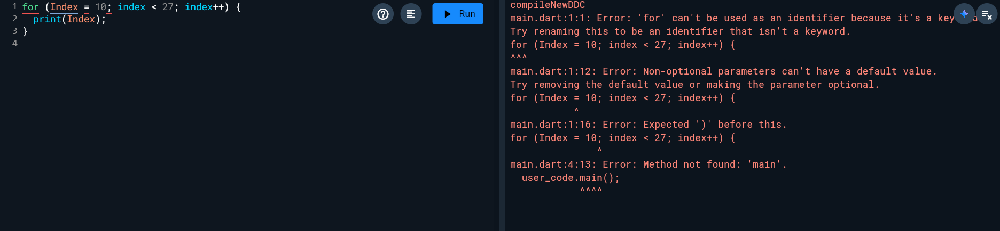 1 for (Index = 10; index < 27; index++) {
2   print(Index);
3 }
4
Run
compileNewDDC
main.dart:1:1: Error: 'for' can't be used as an identifier because it's a
Try renaming this to be an identifier that isn't a keyword.
for (Index = 10; index < 27; index++) {
^^^
main.dart:1:12: Error: Non-optional parameters can't have a default value.
Try removing the default value or making the parameter optional.
for (Index = 10; index < 27; index++) {
           ^
main.dart:1:16: Error: Expected ')' before this.
for (Index = 10; index < 27; index++) {
               ^
main.dart:4:13: Error: Method not found: 'main'.
  user_code.main();
            ^^^^